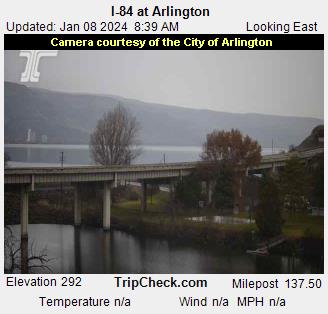 I-84 at Arlington
Updated: Jan 08 2024 8:39 AM Looking East
Camera courtesy of the City of Arlington
Elevation 292 TripCheck.com Milepost 137.50
Temperature n/a Wind n/a MPH n/a